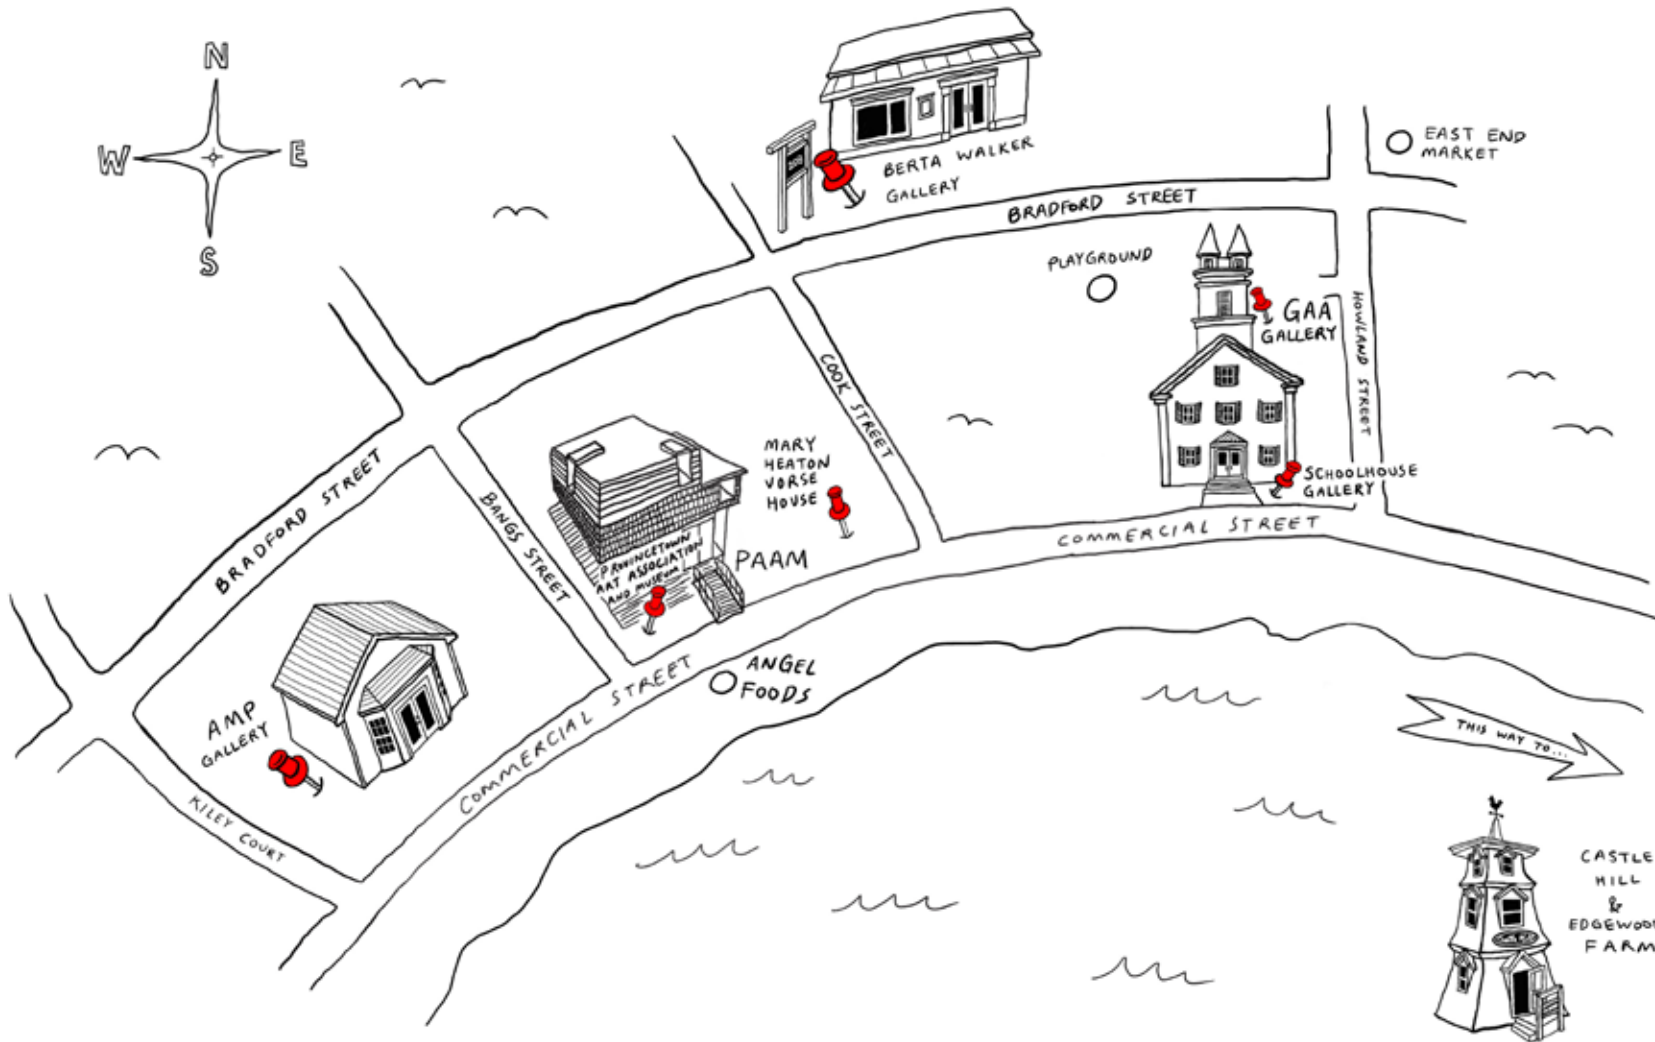 N
W E
S
BERTA WALKER
GALLERY
EAST END
MARKET
BRADFORD STREET
PLAYGROUND
GAA
GALLERY
HOWLAND STREET
COOK STREET
MARY
HEATON
VORSE
HOUSE
SCHOOLHOUSE
GALLERY
COMMERCIAL STREET
BRADFORD STREET
BANGS STREET
PROVINCETOWN
ART ASSOCIATION
AND MUSEUM
PAAM
ANGEL
FOODS
COMMERCIAL STREET
AMP
GALLERY
KILEY COURT
THIS WAY TO...
CASTLE
HILL
&
EDGEWOOD
FARM